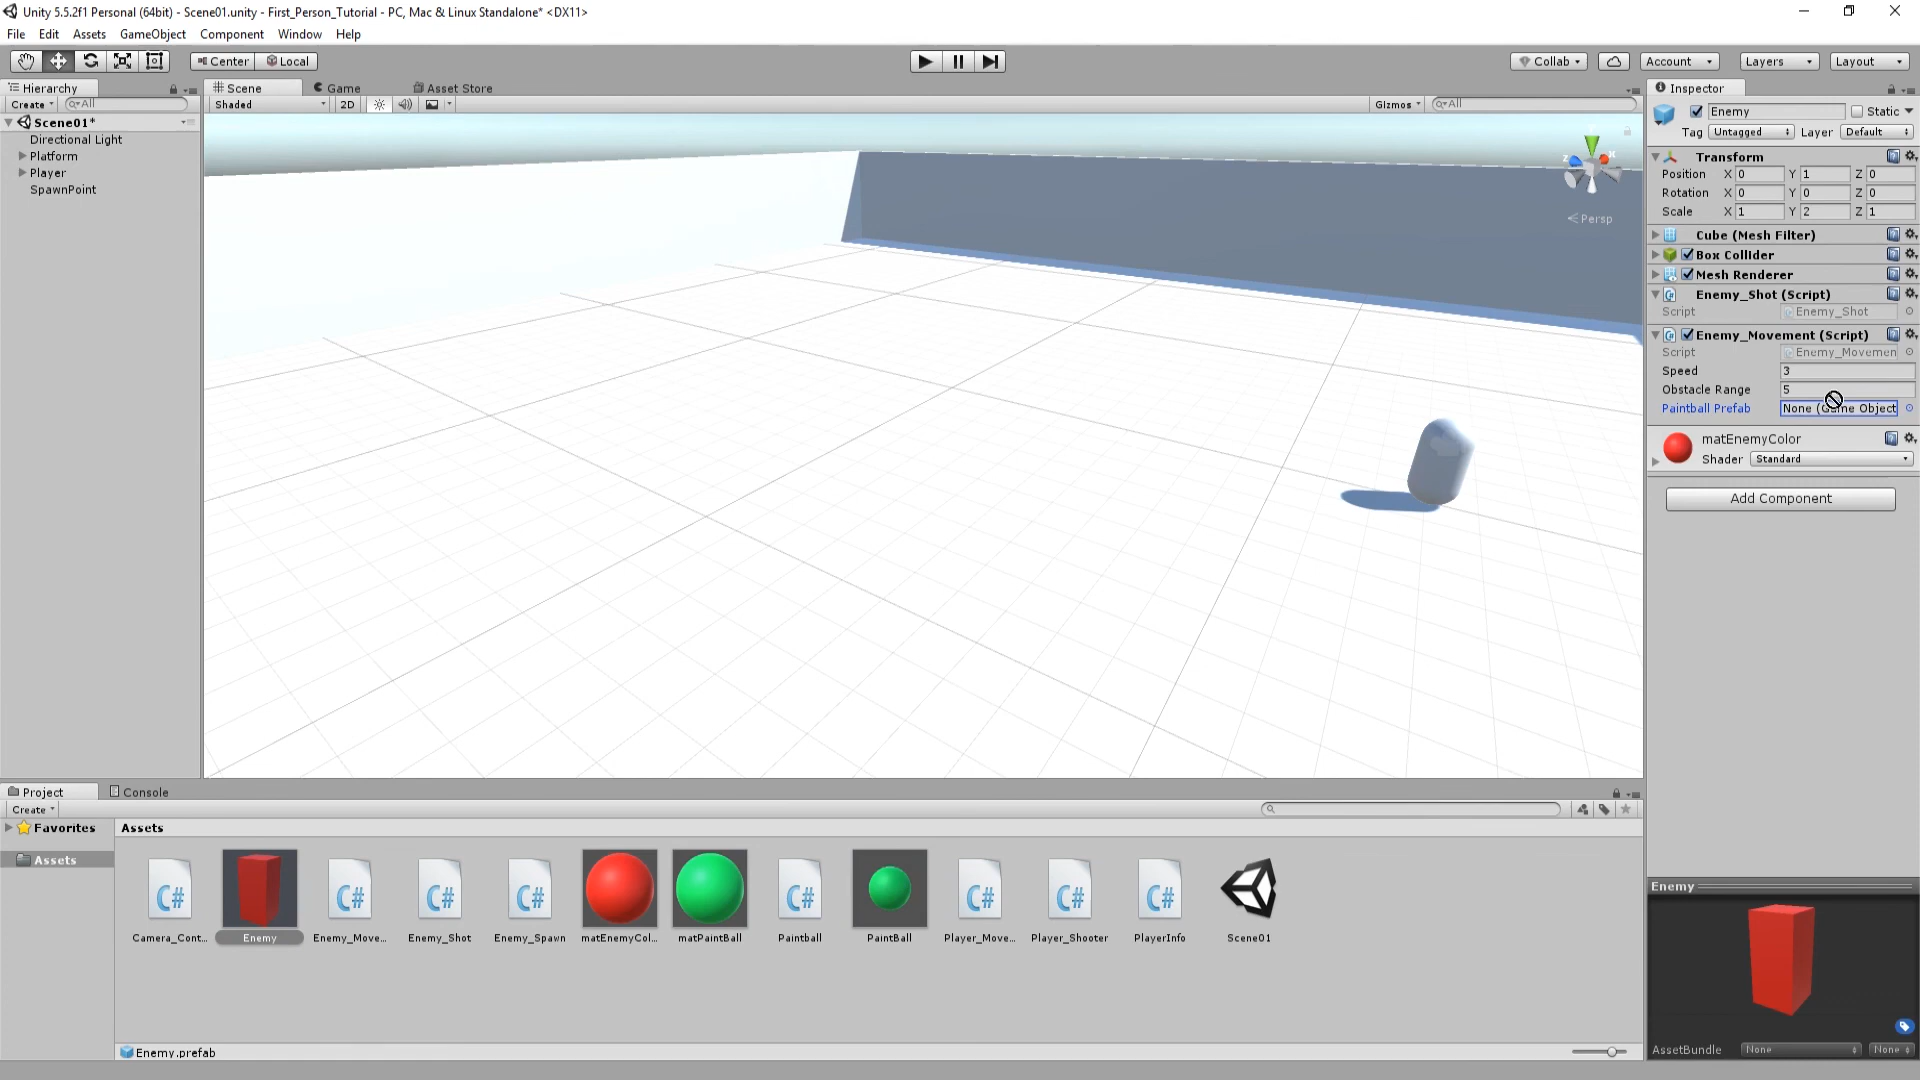 Unity 5.5.2f1 Personal (64bit) - Scene01.unity - First_Person_Tutorial - PC, Mac & Linux Standalone* <DX11>
File Edit Assets GameObject Component Window Help
Center Local Collab Account Layers Layout
Hierarchy
Create All
Scene01*
Directional Light
Platform
Player
SpawnPoint
Scene Game Asset Store
Shaded 2D Gizmos All
Persp
Inspector
Enemy Static
Tag Untagged Layer Default
Transform
Position X 0 Y 1 Z 0
Rotation X 0 Y 0 Z 0
Scale X 1 Y 2 Z 1
Cube (Mesh Filter)
Box Collider
Mesh Renderer
Enemy_Shot (Script)
Script Enemy_Shot
Enemy_Movement (Script)
Script Enemy_Movemen
Speed 3
Obstacle Range 5
Paintball Prefab None (Game Object
matEnemyColor
Shader Standard
Add Component
Project Console
Create
Favorites
Assets
Assets
Camera_Cont... Enemy Enemy_Move... Enemy_Shot Enemy_Spawn matEnemyCol... matPaintBall Paintball PaintBall Player_Move... Player_Shooter PlayerInfo Scene01
Enemy.prefab
Enemy
AssetBundle None None